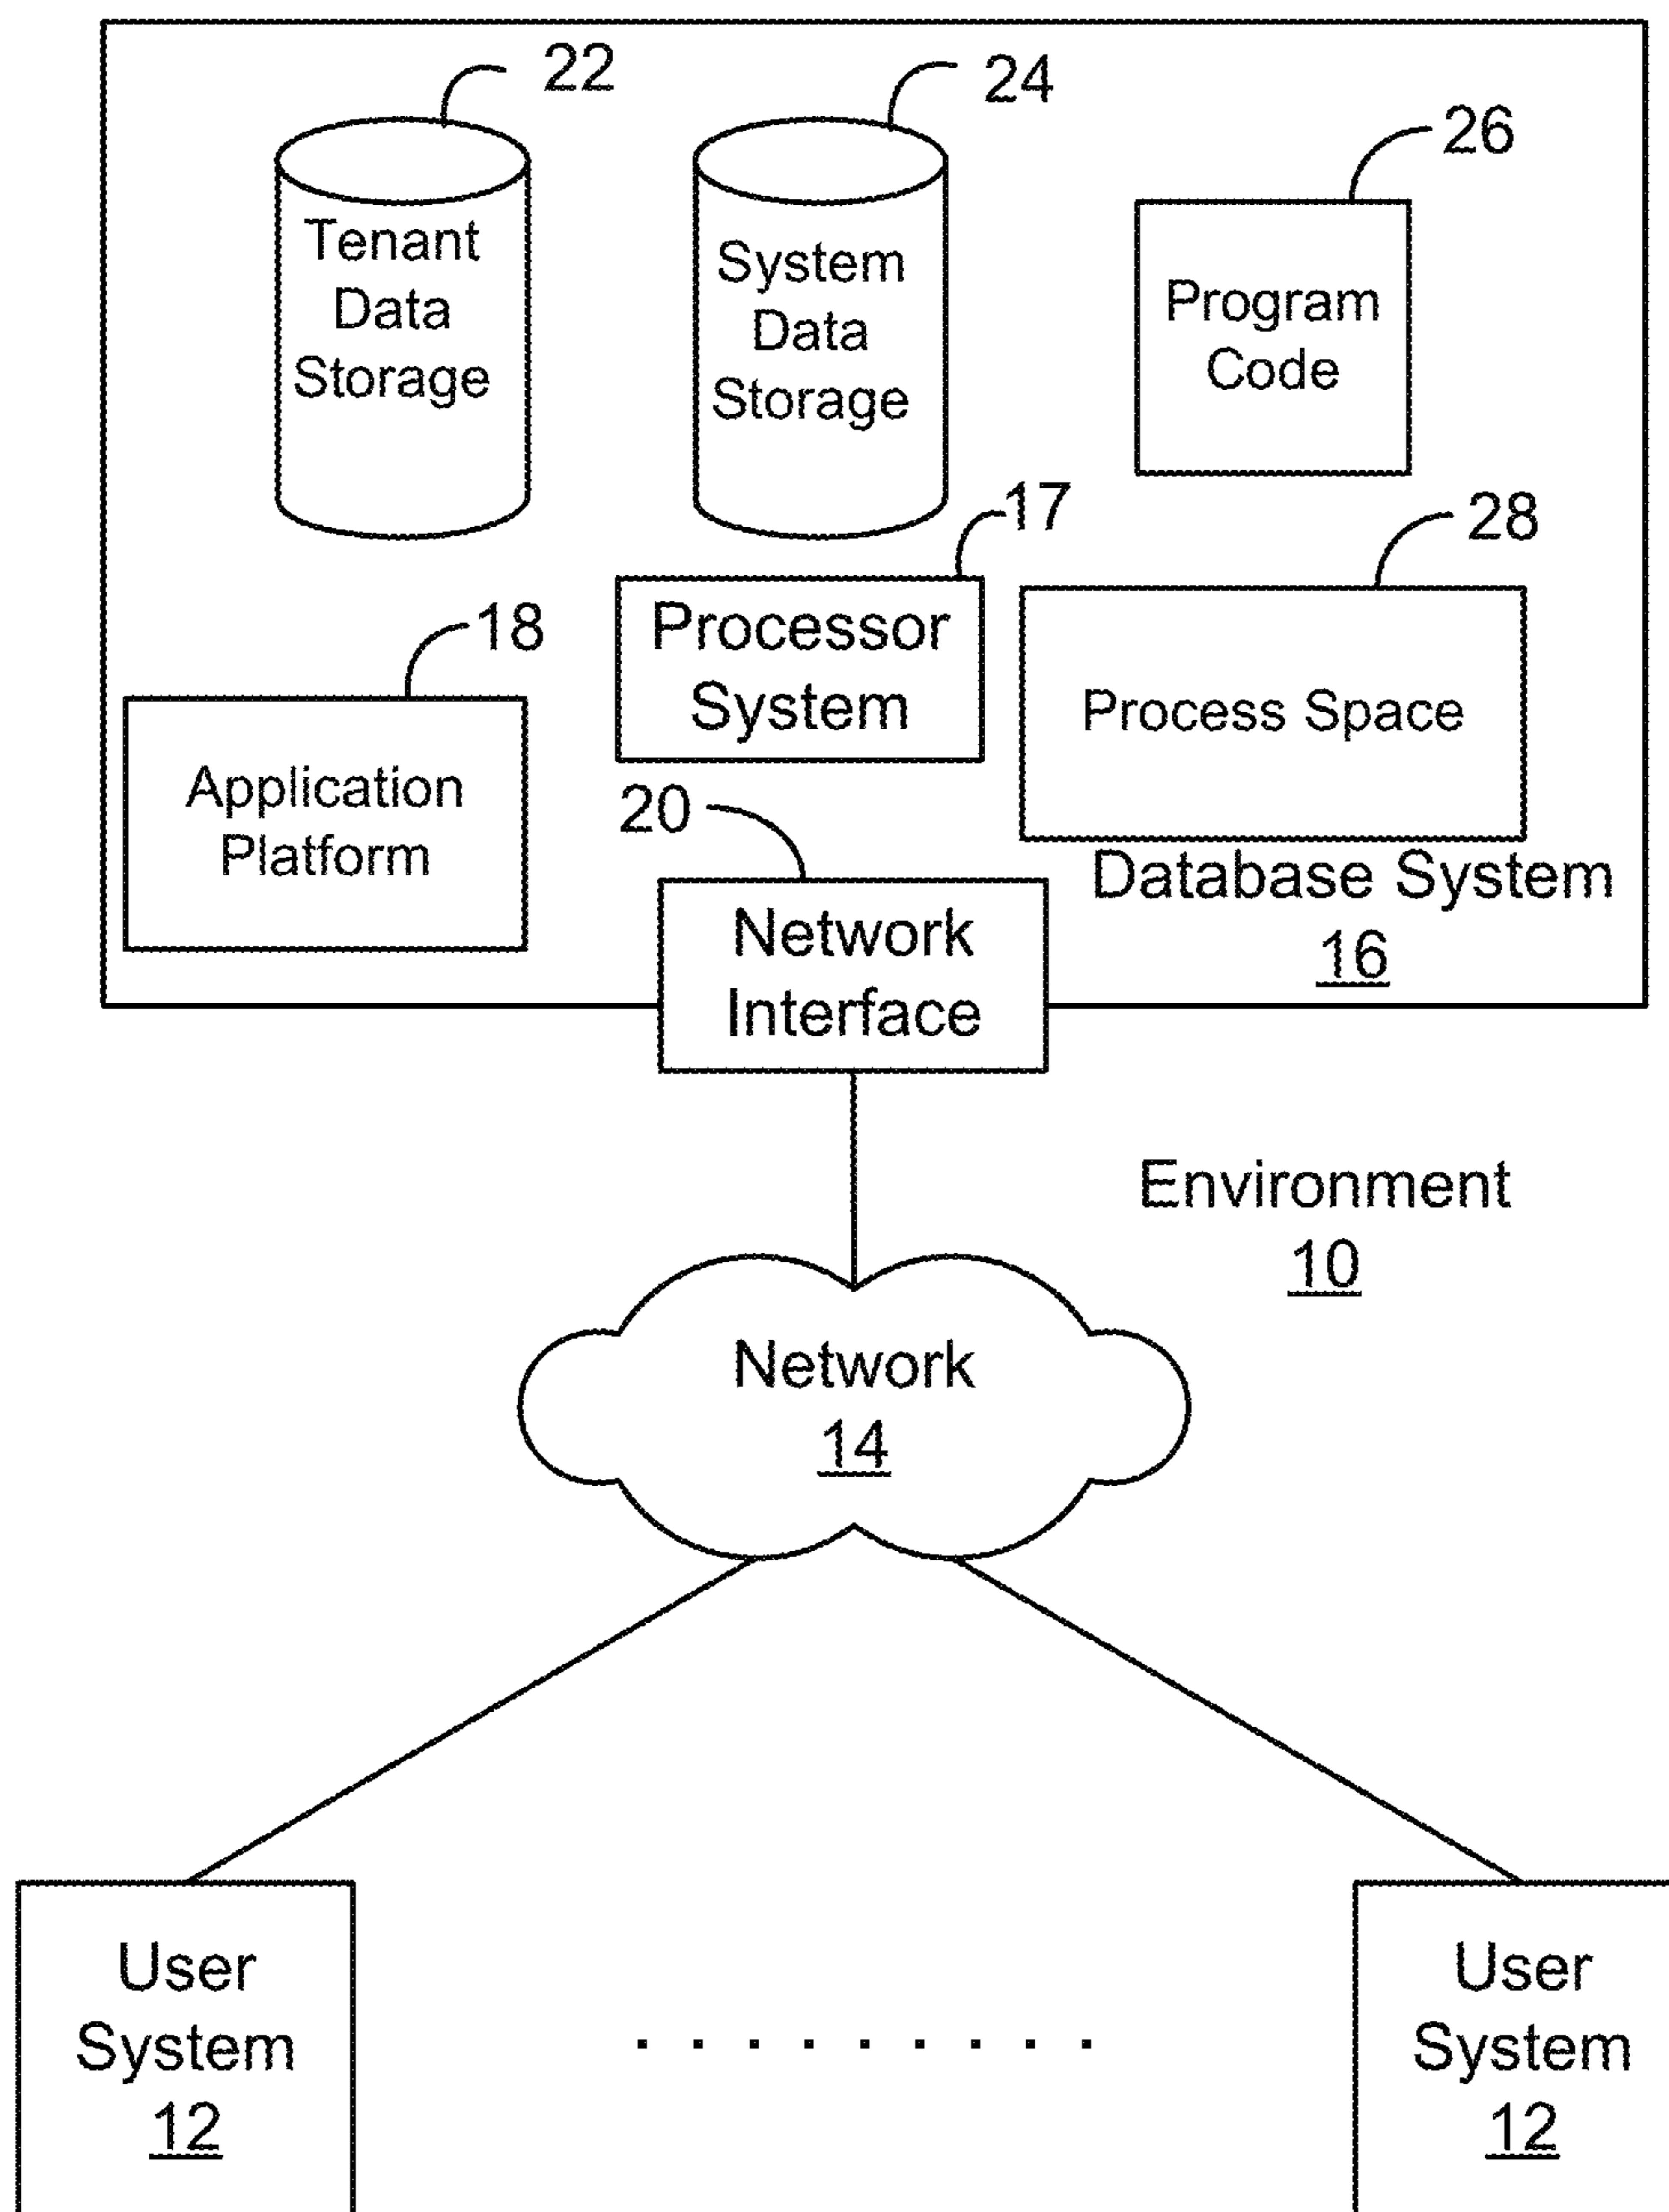 22
24
26
Tenant
Data
Storage
System
Data
Storage
Program
Code
17
28
18
Processor
System
Process Space
Application
Platform
20
Database System
16
Network
Interface
Environment
10
Network
14
User
System
12
. . . . . . . . .
User
System
12